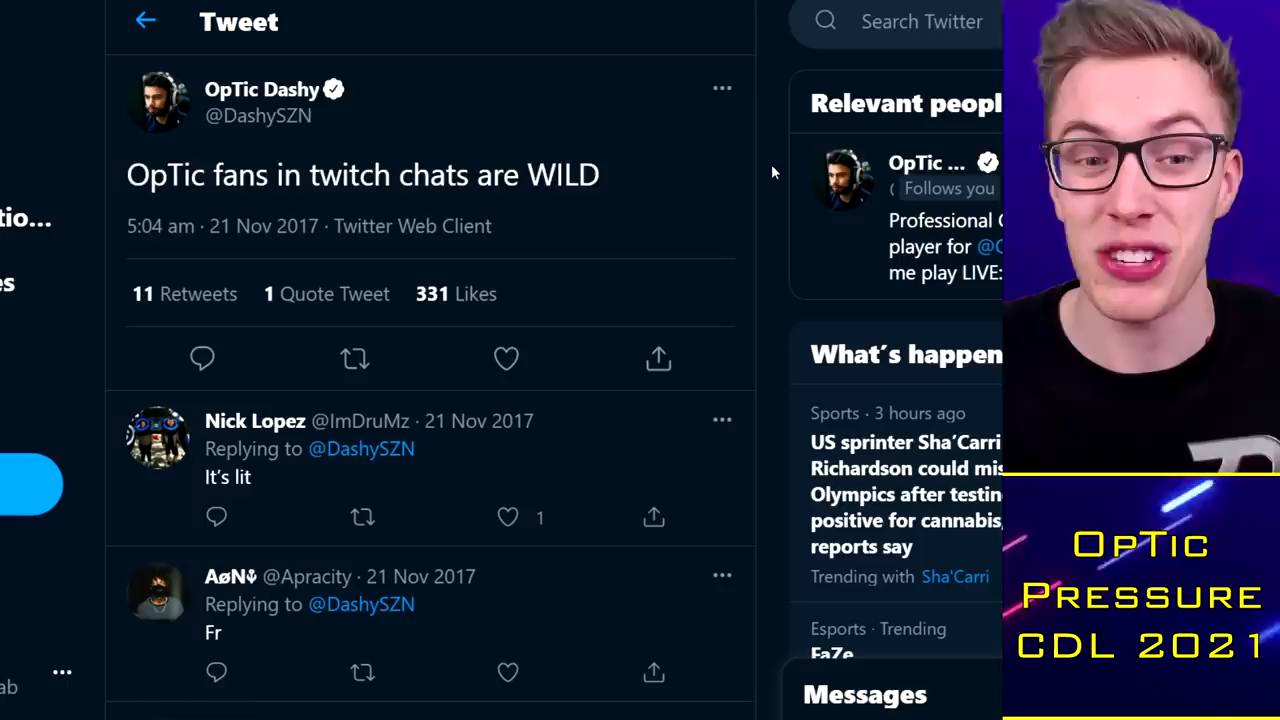 Tweet
Search Twitter
OpTic Dashy
@DashySZN
OpTic fans in twitch chats are WILD
5:04 am · 21 Nov 2017 · Twitter Web Client
11 Retweets 1 Quote Tweet 331 Likes
Nick Lopez @ImDruMz · 21 Nov 2017
Replying to @DashySZN
It's lit
1
AøN⚘ @Apracity · 21 Nov 2017
Replying to @DashySZN
Fr
tio...
es
ab
Relevant peopl
OpTic ...
Follows you
Professional
player for @
me play LIVE:
What's happen
Sports · 3 hours ago
US sprinter Sha'Carri
Richardson could mis
Olympics after testin
positive for cannabis,
reports say
Trending with Sha'Carri
Esports · Trending
FaZe
Messages
OpTic
Pressure
CDL 2021